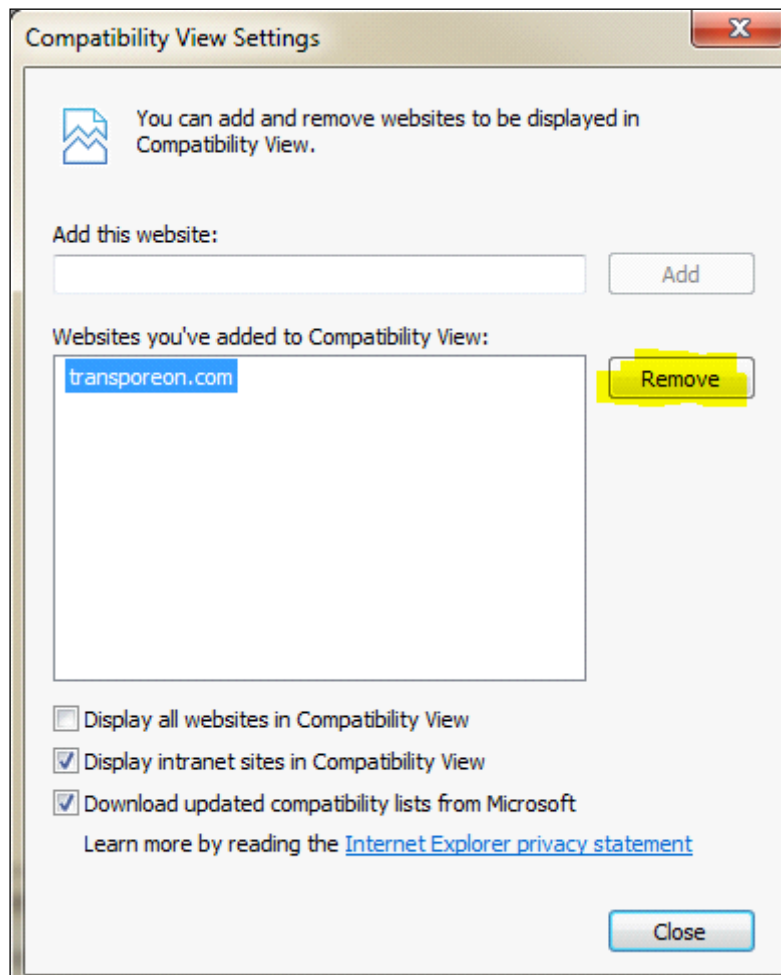 Compatibility View Settings
You can add and remove websites to be displayed in
Compatibility View.
Add this website:
Add
Websites you've added to Compatibility View:
transporeon.com
Remove
Display all websites in Compatibility View
Display intranet sites in Compatibility View
Download updated compatibility lists from Microsoft
Learn more by reading the Internet Explorer privacy statement
Close